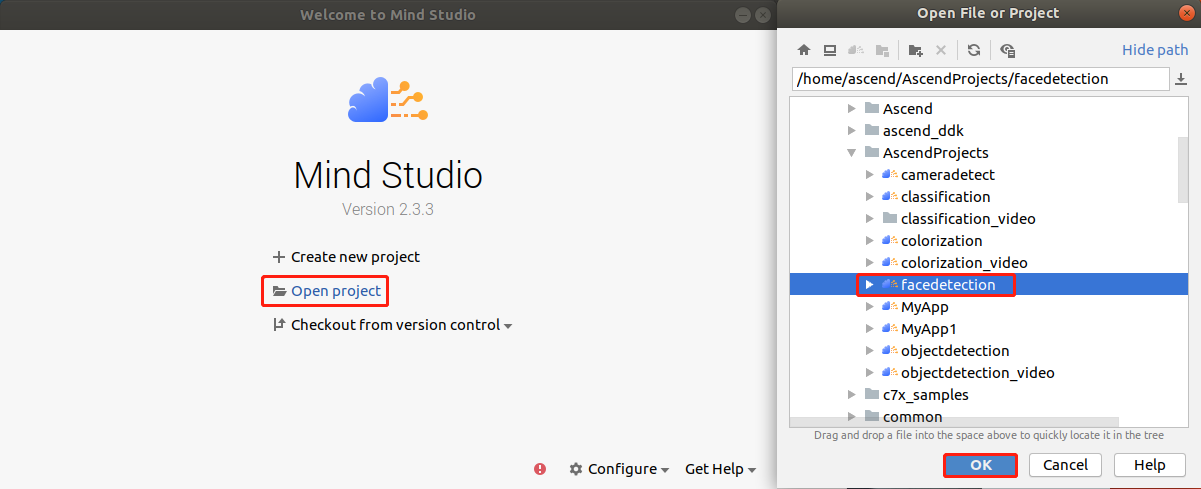 Welcome to Mind Studio
Mind Studio
Version 2.3.3
Create new project
Open project
Checkout from version control
Configure
Get Help
Open File or Project
Hide path
/home/ascend/AscendProjects/facedetection
Ascend
ascend_ddk
AscendProjects
cameradetect
classification
classification_video
colorization
colorization_video
facedetection
MyApp
MyApp1
objectdetection
objectdetection_video
c7x_samples
common
Drag and drop a file into the space above to quickly locate it in the tree
OK
Cancel
Help